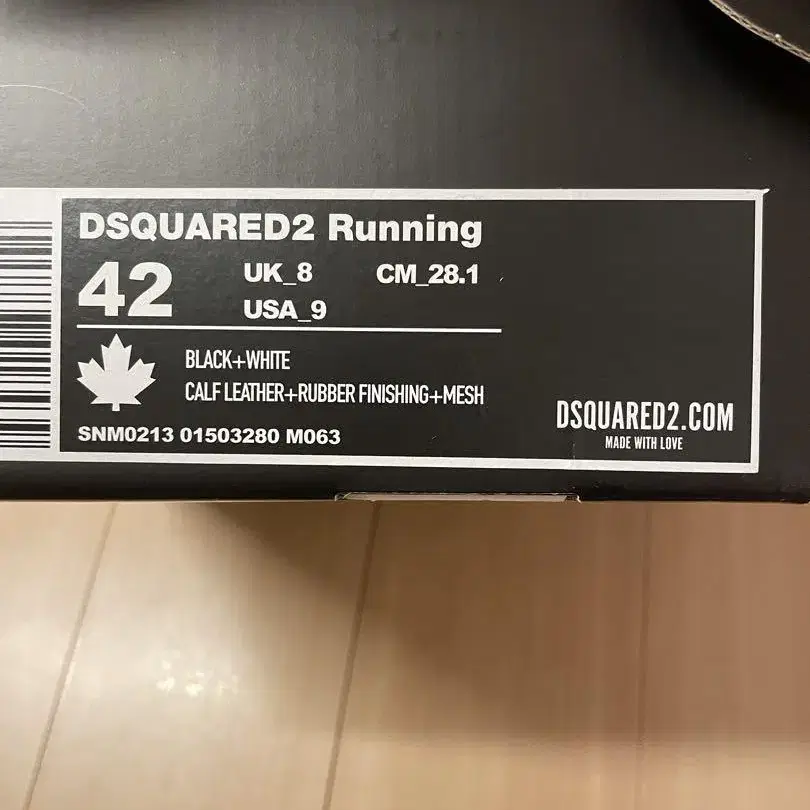 DSQUARED2 Running
42 UK_8 CM_28.1
USA_9
BLACK+WHITE
CALF LEATHER+RUBBER FINISHING+MESH
SNM0213 01503280 M063
DSQUARED2.COM
MADE WITH LOVE